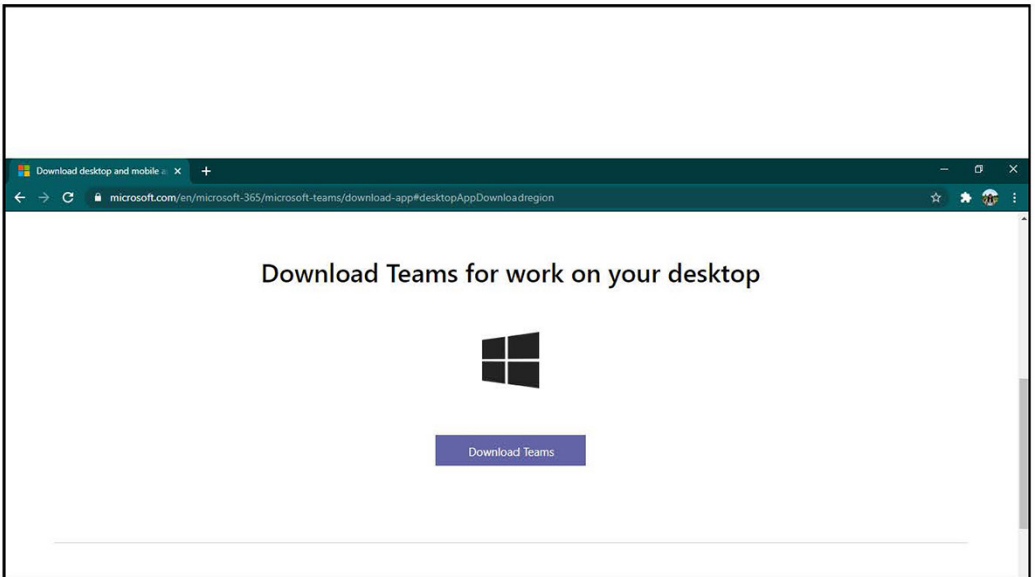 Download desktop and mobile a
microsoft.com/en/microsoft-365/microsoft-teams/download-app#desktopAppDownloadregion
Download Teams for work on your desktop
Download Teams